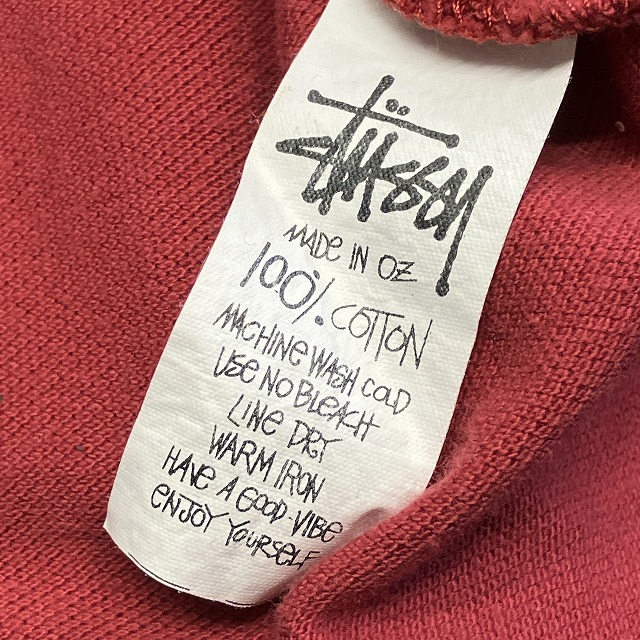 Stüssy
MADE IN OZ
100% COTTON
MACHINE WASH COLD
USE NO BLEACH
LINE DRY
WARM IRON
HAVE A GOOD VIBE
ENJOY YOURSELF